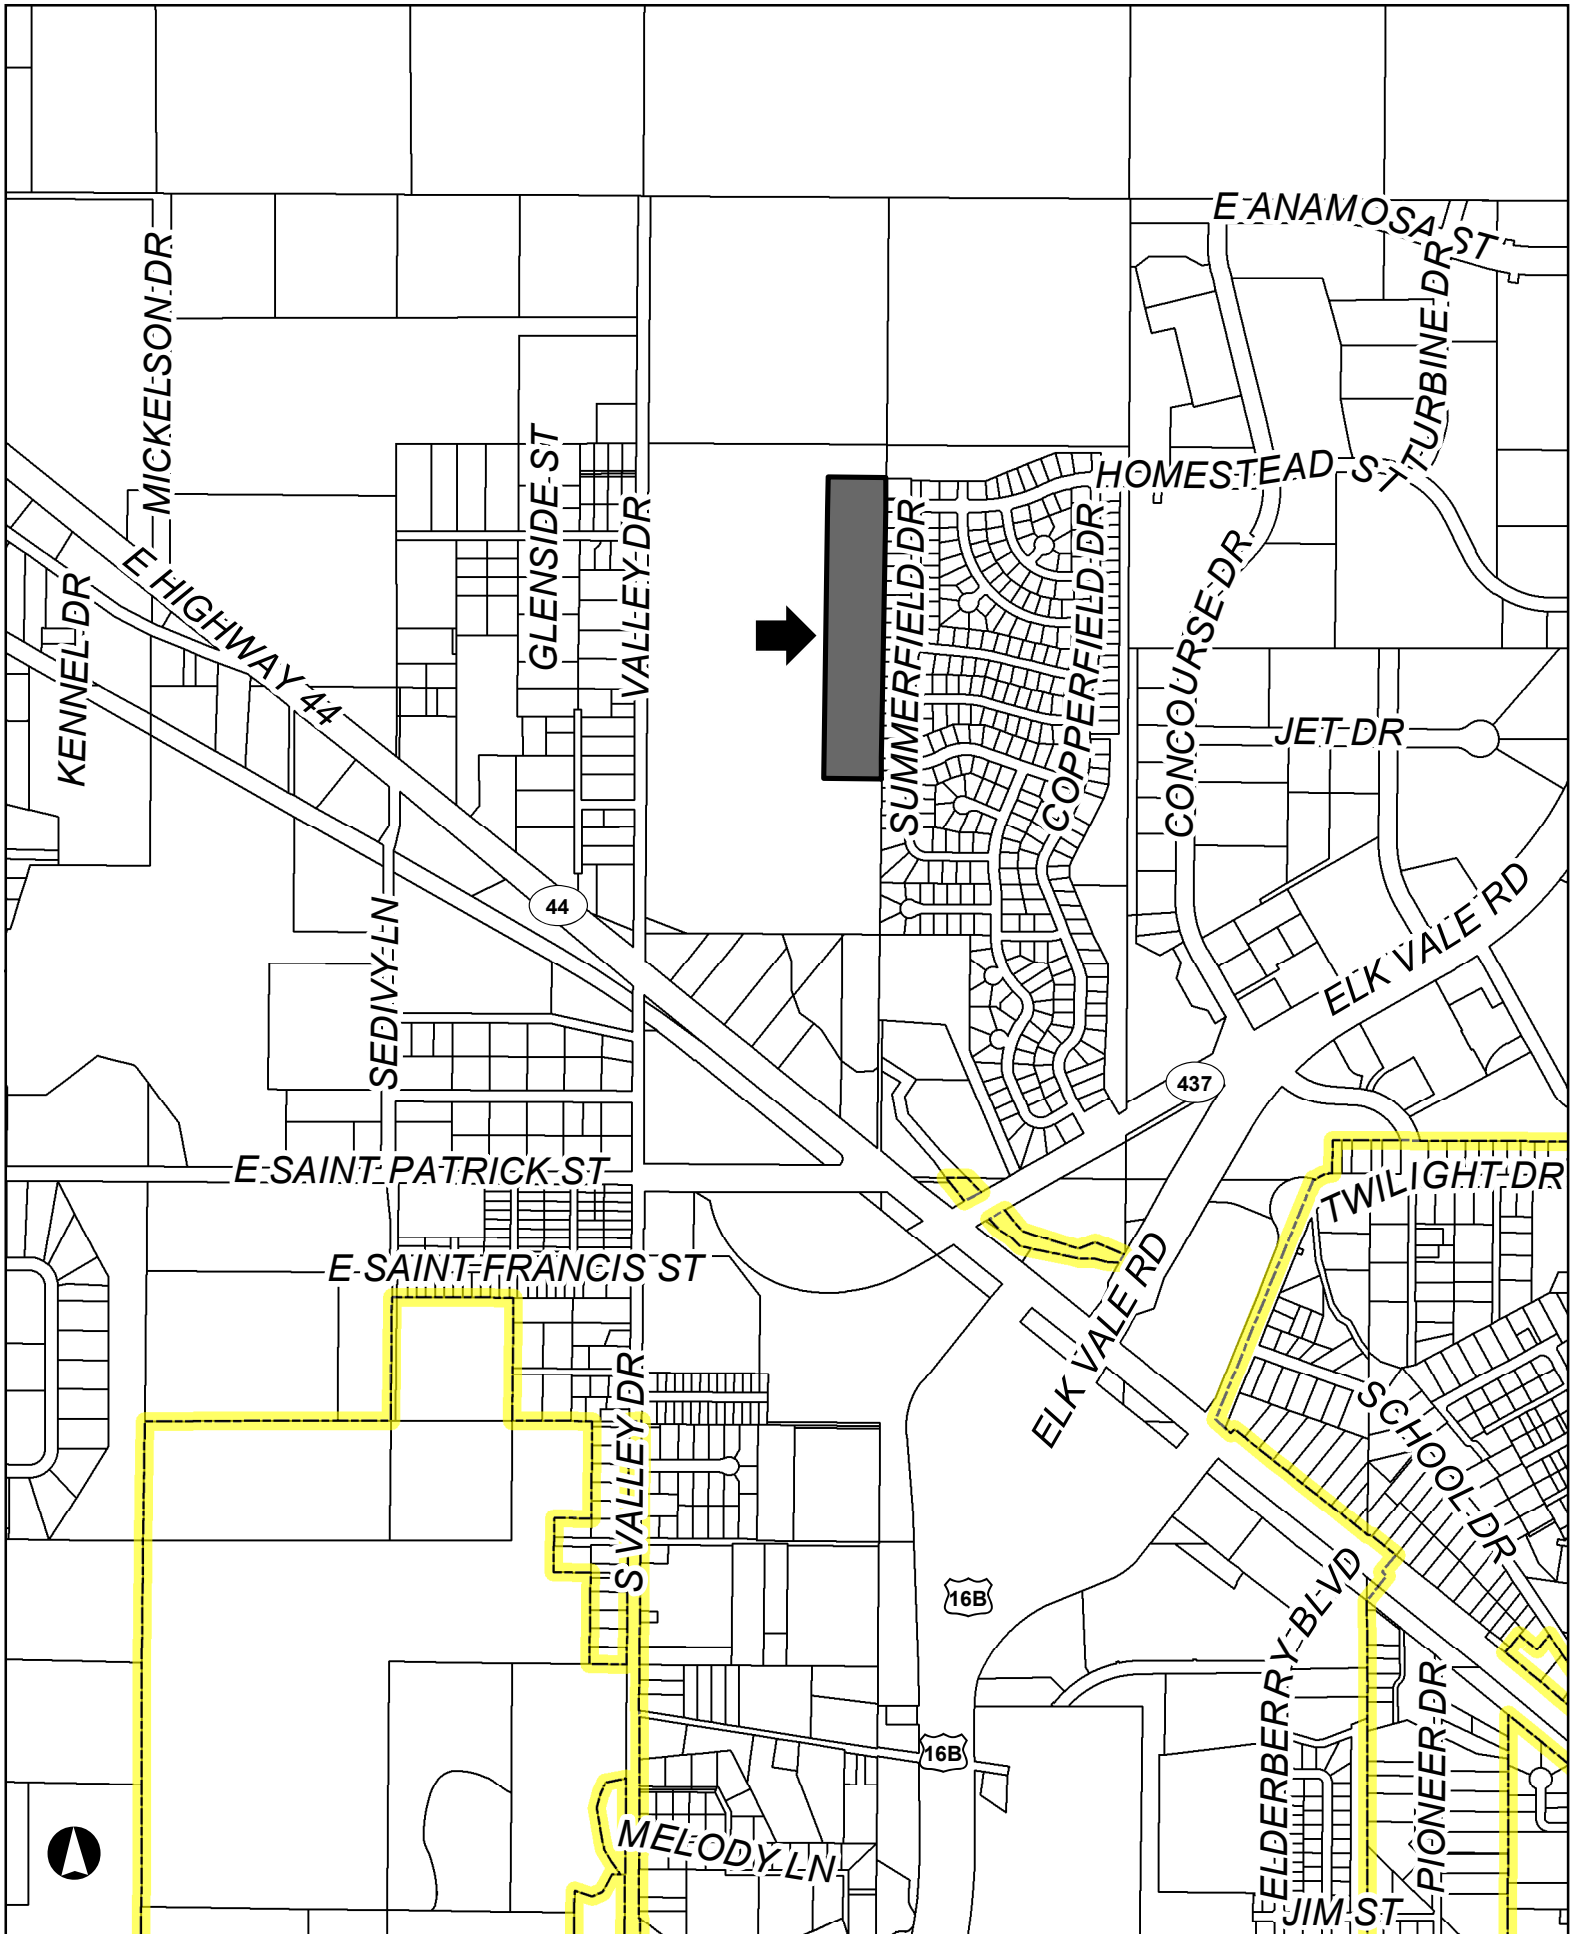 E ANAMOSA ST
MICKELSON DR
TURBINE DR
GLENSIDE ST
HOMESTEAD ST
VALLEY DR
SUMMERFIELD DR
COPPERFIELD DR
CONCOURSE DR
E HIGHWAY 44
KENNEL DR
JET DR
44
ELK VALE RD
SEDIVY LN
437
E SAINT PATRICK ST
TWILIGHT DR
E SAINT FRANCIS ST
ELK VALE RD
S VALLEY DR
SCHOOL DR
16B
ELDERBERRY BLVD
PIONEER DR
16B
MELODY LN
JIM ST